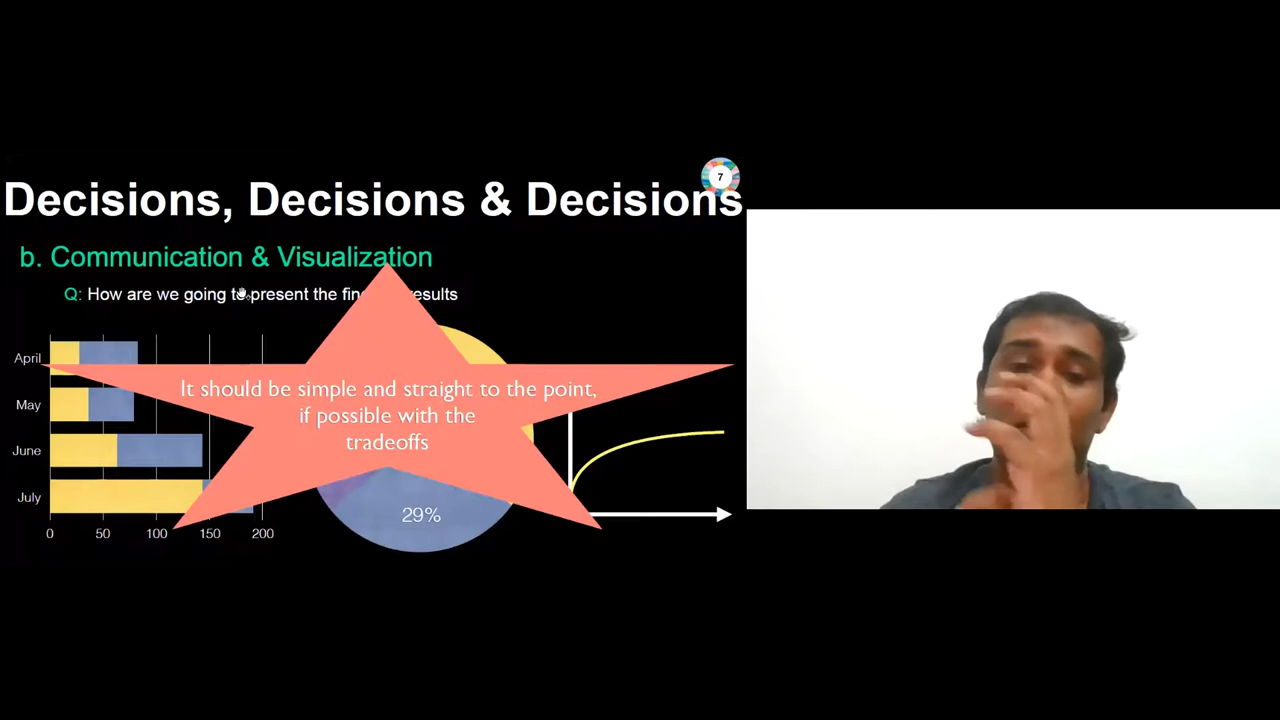 7
Decisions, Decisions & Decisions
b. Communication & Visualization
Q: How are we going to present the results
April
May
June
July
0 50 100 150 200
It should be simple and straight to the point,
if possible with the
tradeoffs
29%